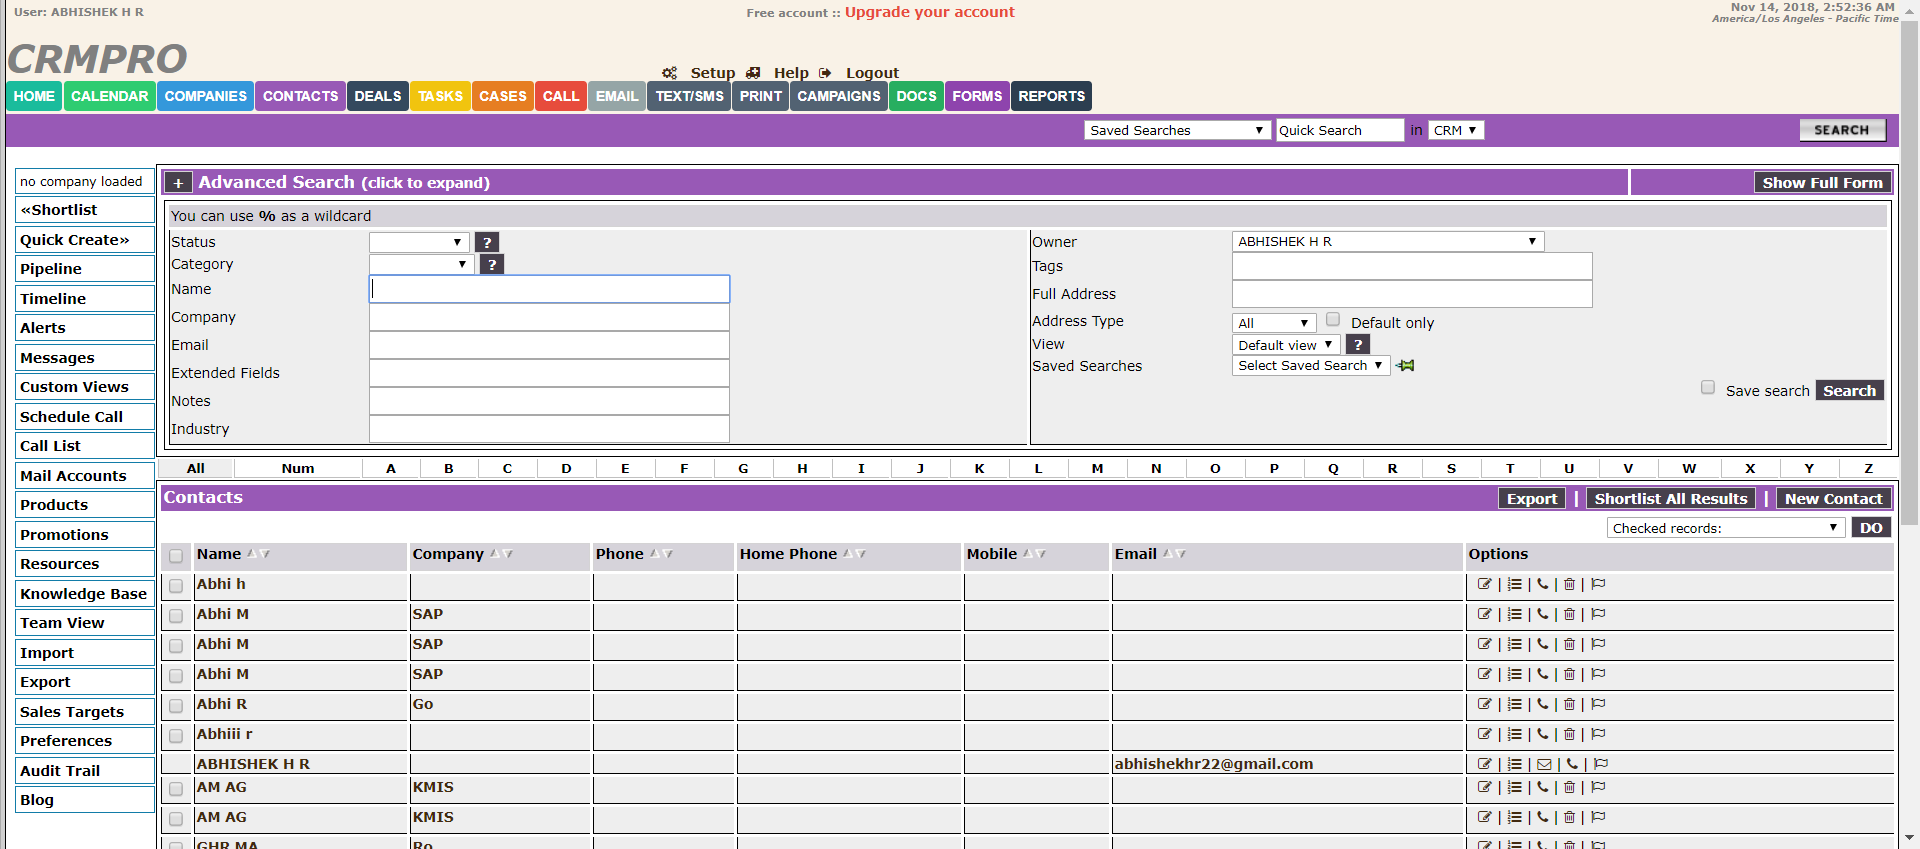 User: ABHISHEK H R
Free account :: Upgrade your account
Nov 14, 2018, 2:52:36 AM
America/Los Angeles - Pacific Time
CRMPRO
Setup Help Logout
HOME CALENDAR COMPANIES CONTACTS DEALS TASKS CASES CALL EMAIL TEXT/SMS PRINT CAMPAIGNS DOCS FORMS REPORTS
Saved Searches Quick Search in CRM SEARCH
no company loaded
«Shortlist
Quick Create»
Pipeline
Timeline
Alerts
Messages
Custom Views
Schedule Call
Call List
Mail Accounts
Products
Promotions
Resources
Knowledge Base
Team View
Import
Export
Sales Targets
Preferences
Audit Trail
Blog
+ Advanced Search (click to expand) Show Full Form
You can use % as a wildcard
Status ?
Category ?
Name
Company
Email
Extended Fields
Notes
Industry
Owner ABHISHEK H R
Tags
Full Address
Address Type All Default only
View Default view ?
Saved Searches Select Saved Search
Save search Search
All Num A B C D E F G H I J K L M N O P Q R S T U V W X Y Z
Contacts Export | Shortlist All Results | New Contact
Checked records: DO
Name Company Phone Home Phone Mobile Email Options
Abhi h
Abhi M SAP
Abhi M SAP
Abhi M SAP
Abhi R Go
Abhiii r
ABHISHEK H R abhishekhr22@gmail.com
AM AG KMIS
AM AG KMIS
GHR MA Ro